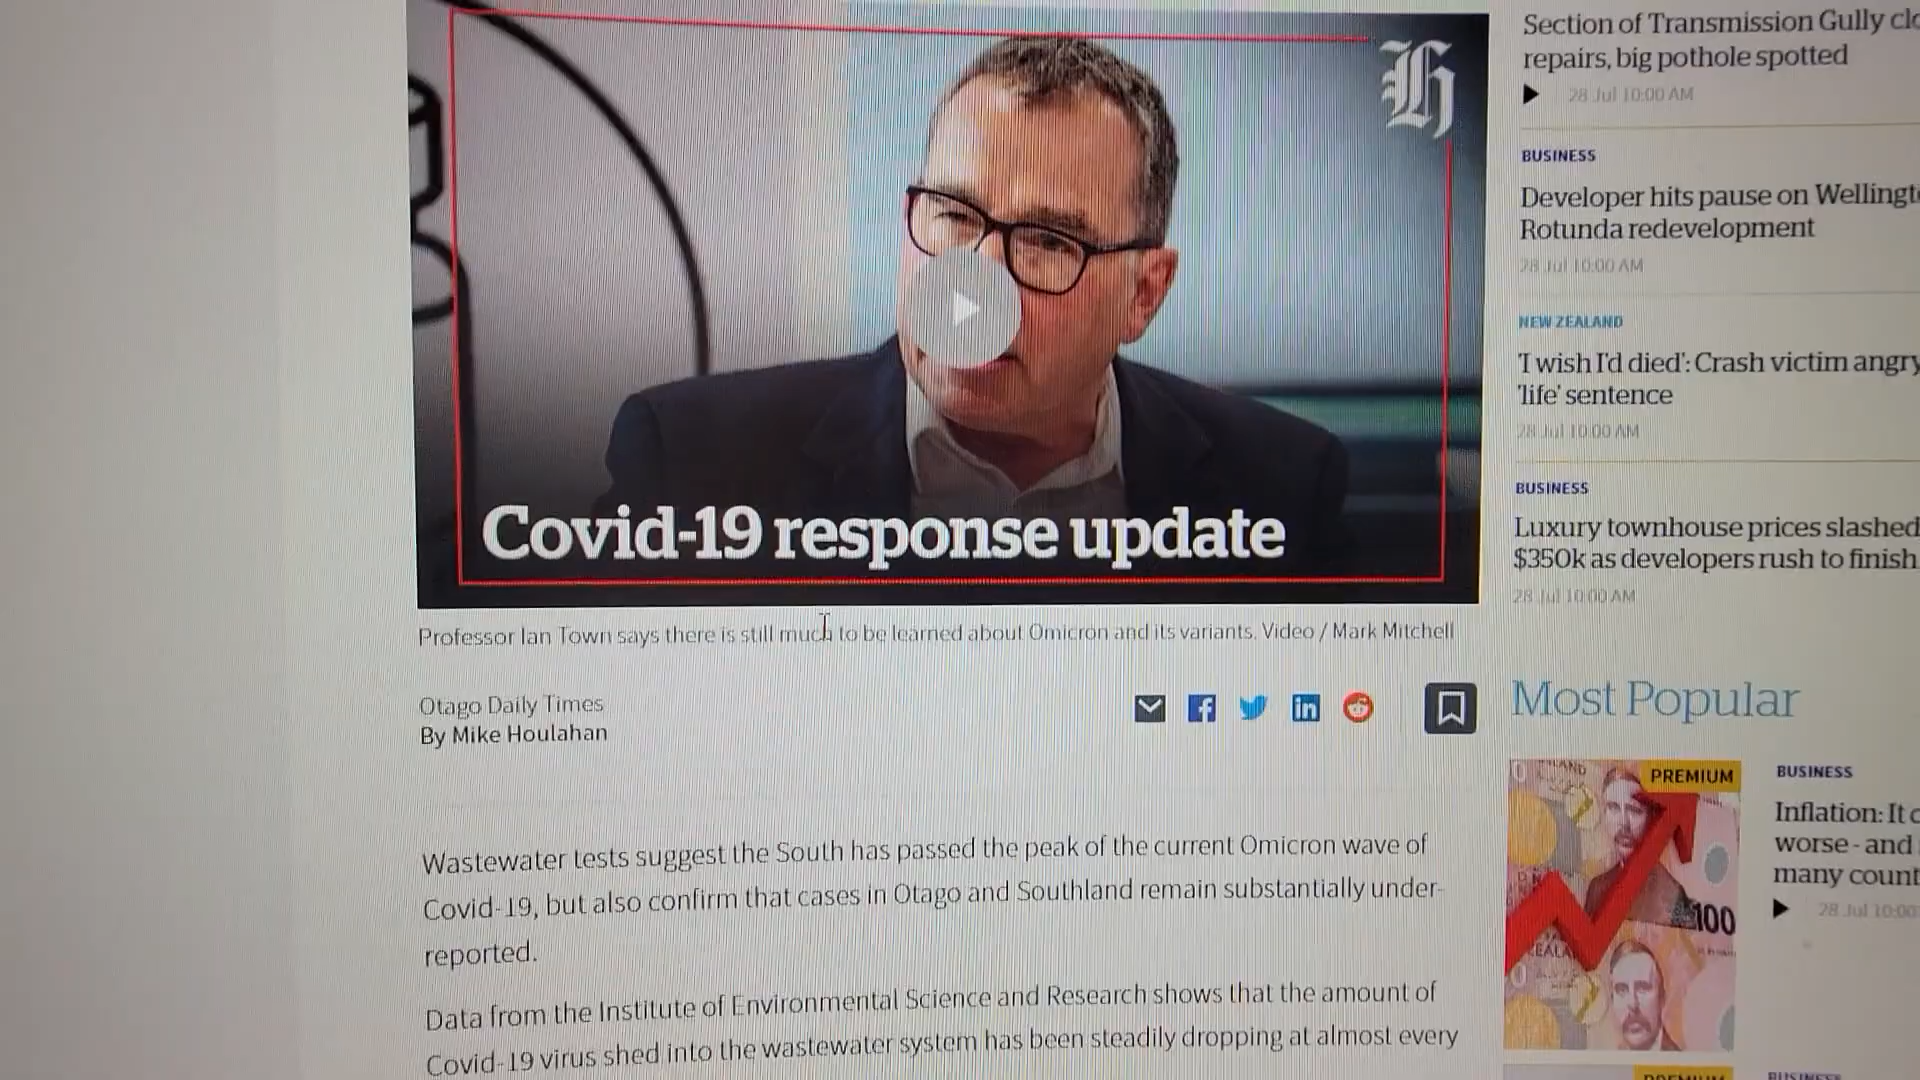 Covid-19 response update
Professor Ian Town says there is still much to be learned about Omicron and its variants. Video / Mark Mitchell
Otago Daily Times
By Mike Houlahan
Wastewater tests suggest the South has passed the peak of the current Omicron wave of
Covid-19, but also confirm that cases in Otago and Southland remain substantially under-
reported.
Data from the Institute of Environmental Science and Research shows that the amount of
Covid-19 virus shed into the wastewater system has been steadily dropping at almost every
Section of Transmission Gully
repairs, big pothole spotted
28 Jul 10:00 AM
BUSINESS
Developer hits pause on
Rotunda redevelopment
28 Jul 10:00 AM
NEW ZEALAND
'I wish I'd died': Crash victim angry
'life' sentence
28 Jul 10:00 AM
BUSINESS
Luxury townhouse prices slashed
$350k as developers rush to finish
28 Jul 10:00 AM
Most Popular
PREMIUM
100
BUSINESS
Inflation: It
worse - and
many
28 Jul 10:00
PREMIUM
BUSINESS